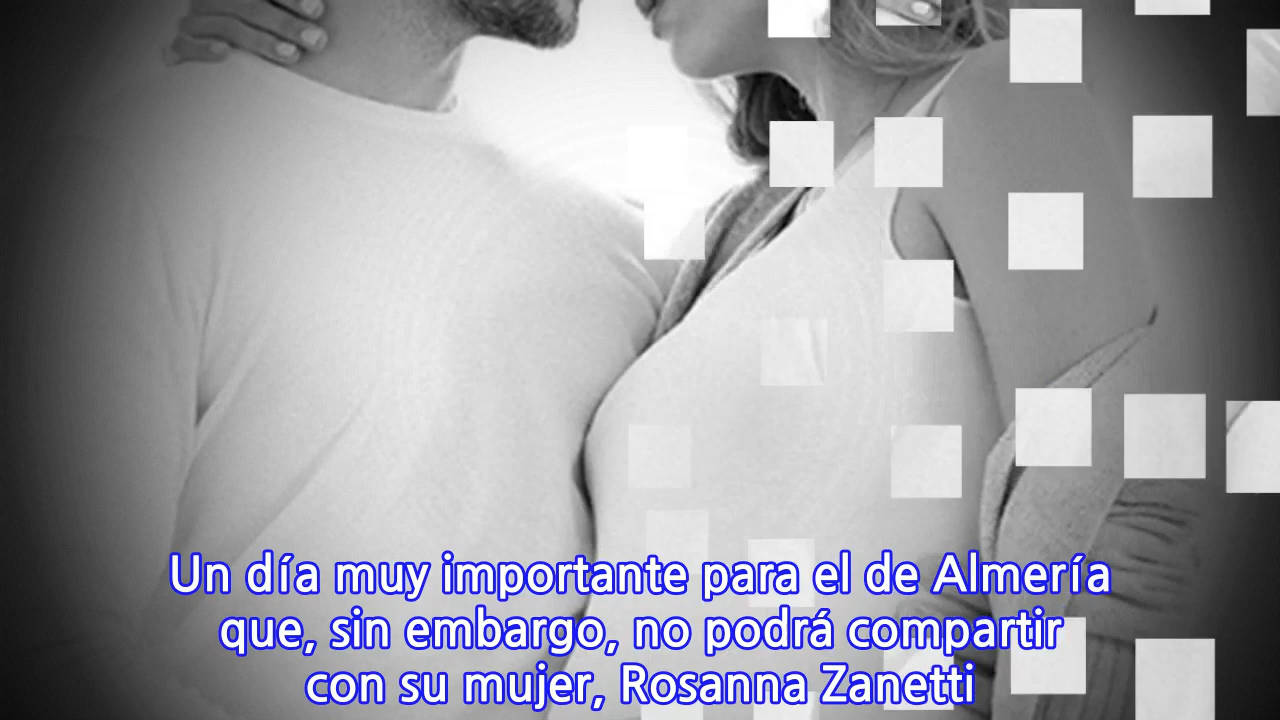 Un día muy importante para el de Almería
que, sin embargo, no podrá compartir
con su mujer, Rosanna Zanetti